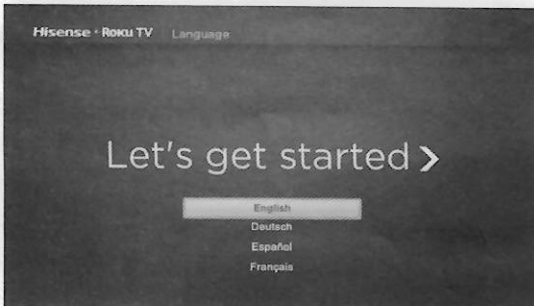 Hisense · Roku TV Language
Let's get started >
English
Deutsch
Español
Français